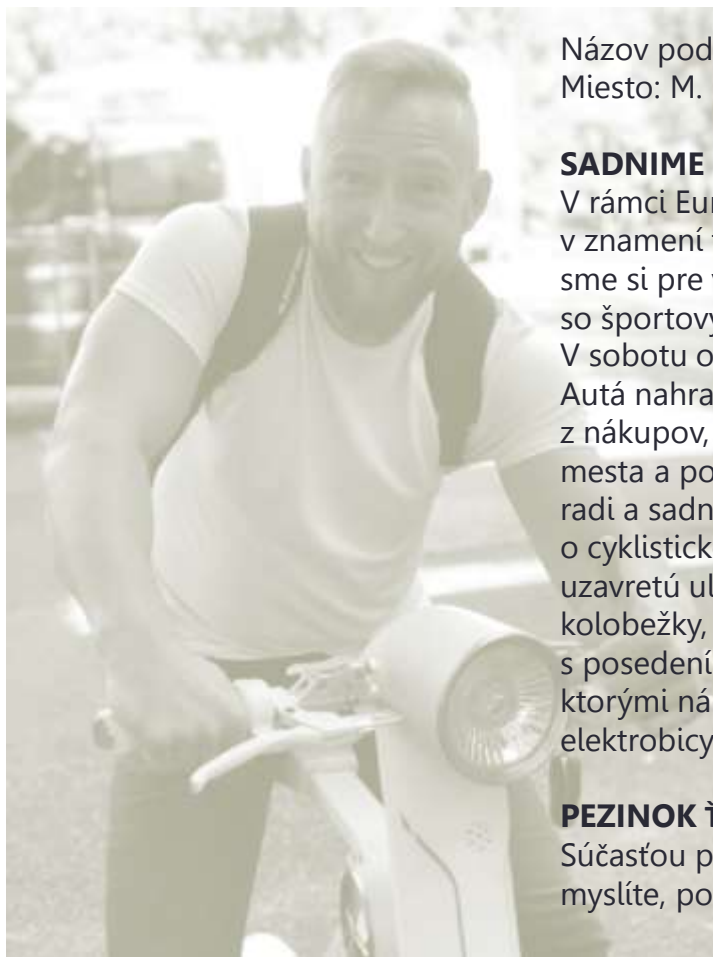 Názov pod
Miesto: M.
SADNIME
V rámci Eur
v znamení
sme si pre
so športov
V sobotu o
Autá nahra
z nákupov,
mesta a po
radi a sadn
o cyklistick
uzavretú ul
kolobežky,
s posedení
ktorými ná
elektrobicy
PEZINOK
Súčasťou p
myslíte, po